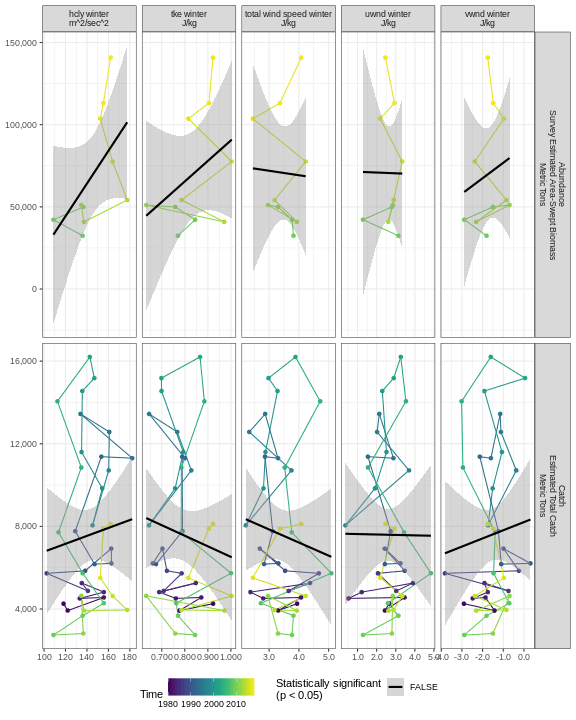 hcly winter
m^2/sec^2
tke winter
J/kg
total wind speed winter
J/kg
uwnd winter
J/kg
vwnd winter
J/kg
150,000
100,000
50,000
0
Abundance
Survey Estimated Area-Swept Biomass
Metric Tons
16,000
12,000
8,000
4,000
Catch
Estimated Total Catch
Metric Tons
100 120 140 160 180
0.700 0.800 0.900 1.000
3.0 4.0 5.0
1.0 2.0 3.0 4.0 5.0
-4.0 -3.0 -2.0 -1.0 0.0
Time
1980 1990 2000 2010
Statistically significant
(p < 0.05)
FALSE